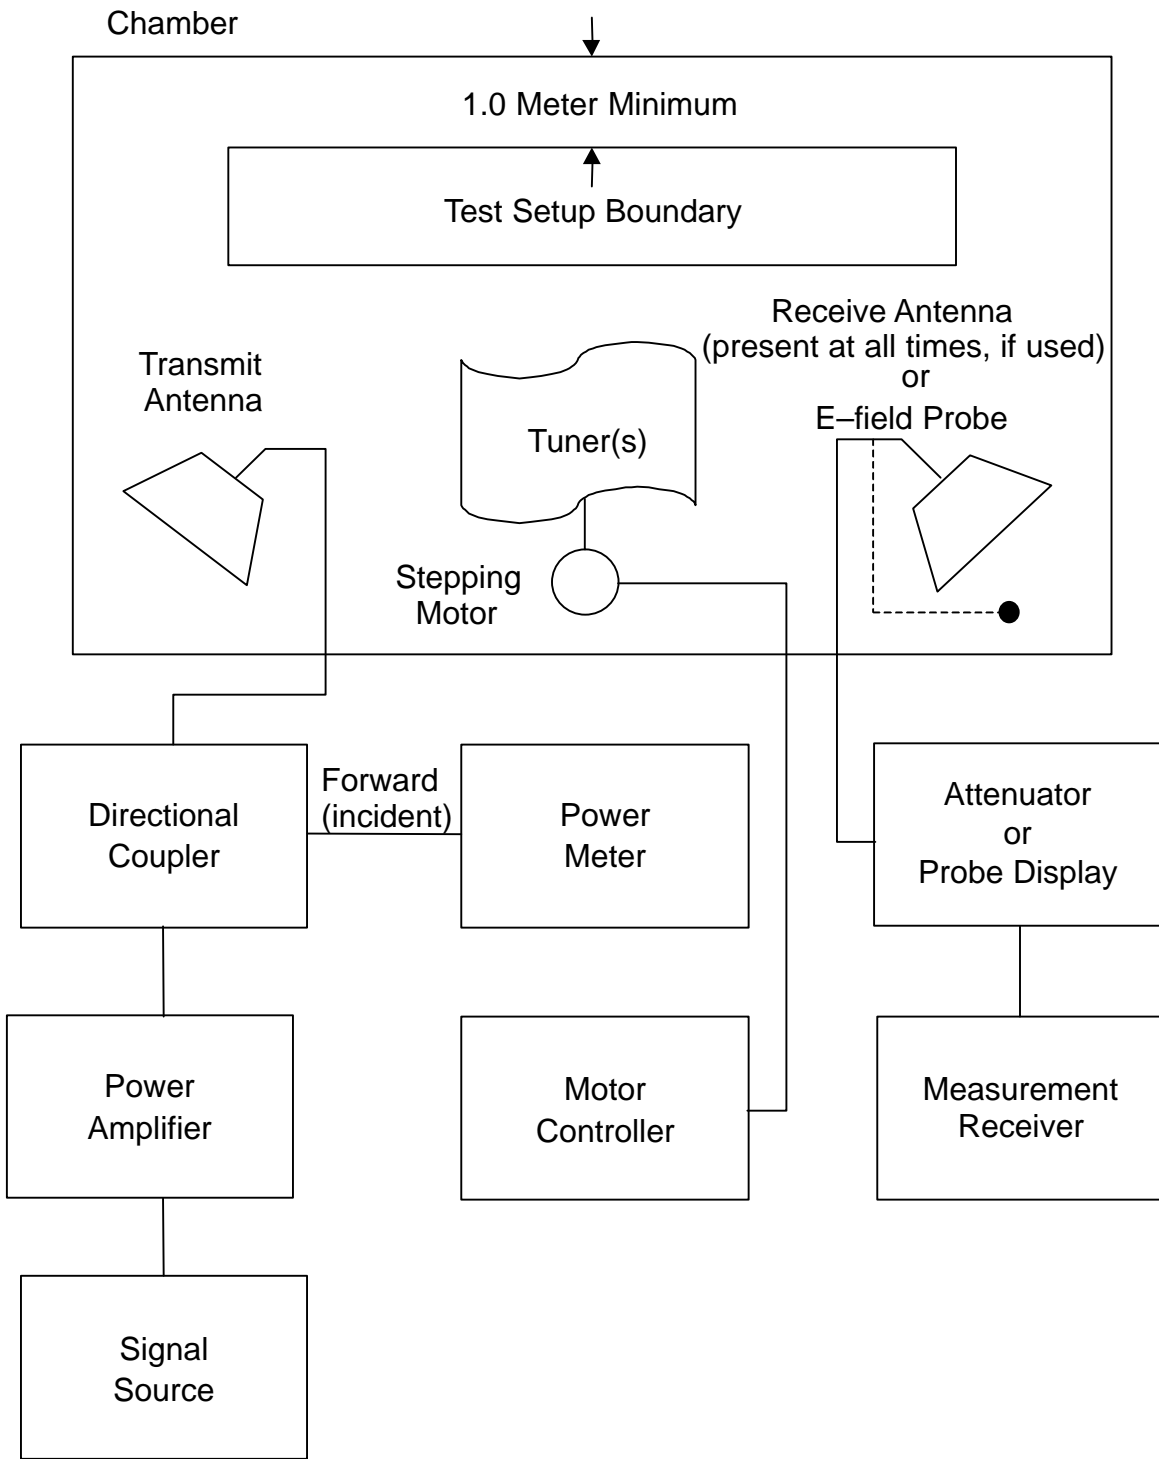 Chamber
1.0 Meter Minimum
Test Setup Boundary
Receive Antenna
(present at all times, if used)
or
E–field Probe
Transmit
Antenna
Tuner(s)
Stepping
Motor
Directional
Coupler
Forward
(incident)
Power
Meter
Attenuator
or
Probe Display
Power
Amplifier
Motor
Controller
Measurement
Receiver
Signal
Source